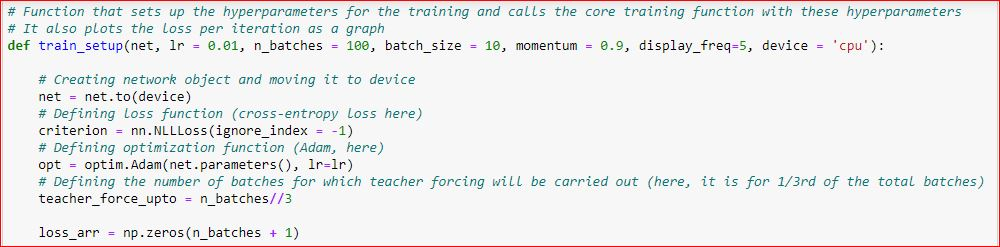 # Function that sets up the hyperparameters for the training and calls the core training function with these hyperparameters
# It also plots the loss per iteration as a graph
def train_setup(net, lr = 0.01, n_batches = 100, batch_size = 10, momentum = 0.9, display_freq=5, device = 'cpu'):
# Creating network object and moving it to device
net = net.to(device)
# Defining Loss function (cross-entropy loss here)
criterion = nn.NLLLoss(ignore_index = -1)
# Defining optimization function (Adam, here)
opt = optim.Adam(net.parameters(), lr=lr)
# Defining the number of batches for which teacher forcing will be carried out (here, it is for 1/3rd of the total batches)
teacher_force_upto = n_batches//3
loss_arr = np.zeros(n_batches + 1)